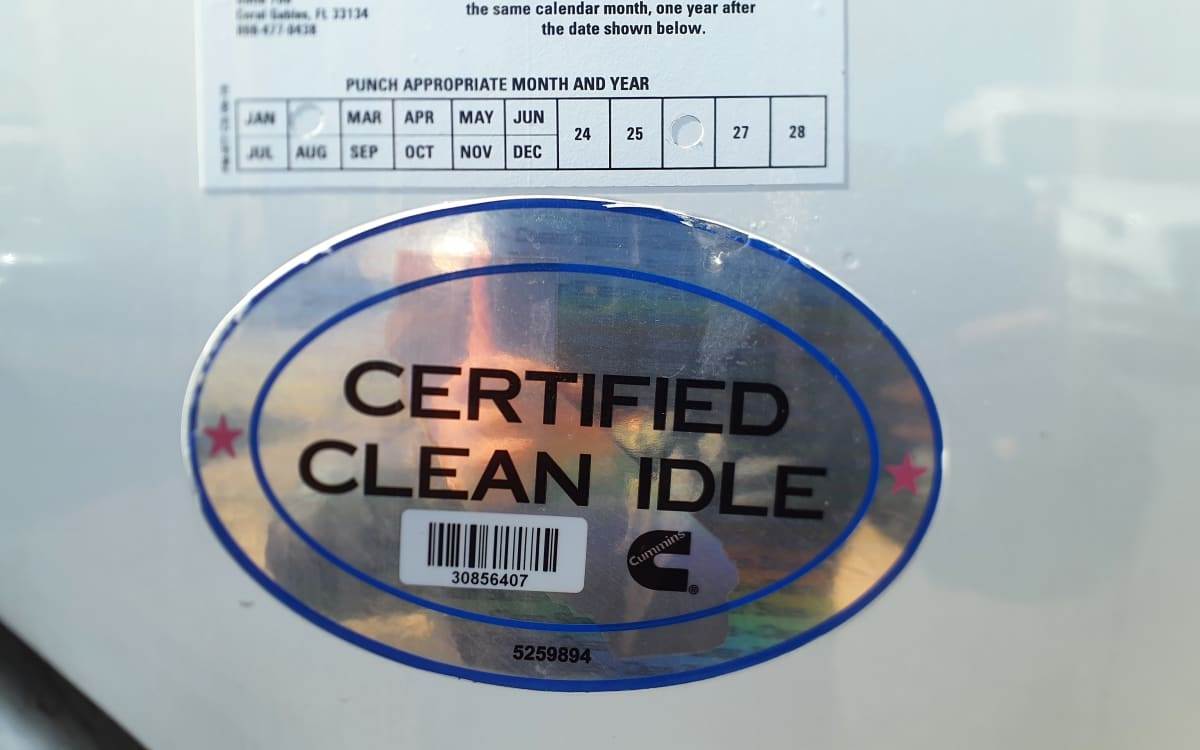 Coral Gables, FL 33134
the same calendar month, one year after
the date shown below.
PUNCH APPROPRIATE MONTH AND YEAR
JAN MAR APR MAY JUN
24 25 27 28
JUL AUG SEP OCT NOV DEC
CERTIFIED
CLEAN IDLE
Cummins
®
30856407
5259894